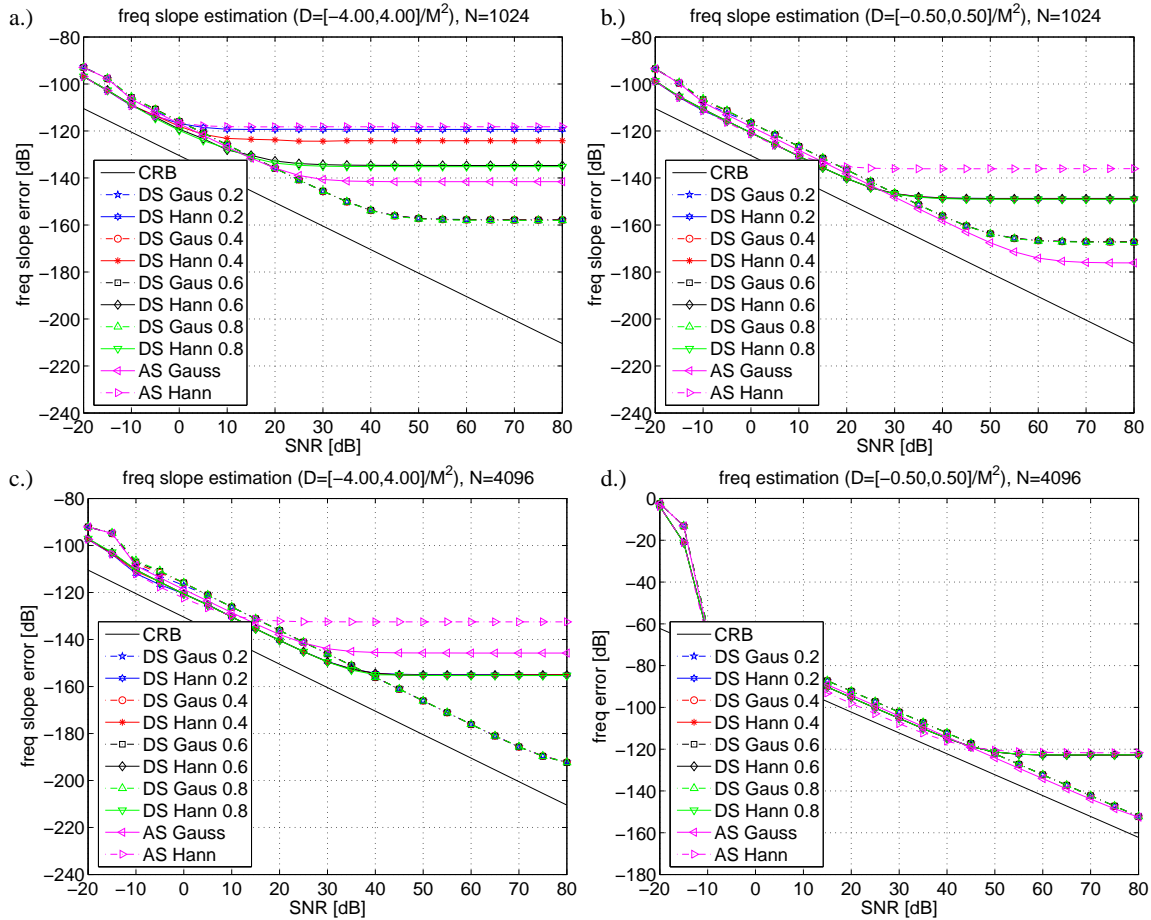 a.)
freq slope estimation (D=[−4.00,4.00]/M²), N=1024
−80
−100
−120
−140
−160
−180
−200
−220
−240
freq slope error [dB]
CRB
DS Gaus 0.2
DS Hann 0.2
DS Gaus 0.4
DS Hann 0.4
DS Gaus 0.6
DS Hann 0.6
DS Gaus 0.8
DS Hann 0.8
AS Gauss
AS Hann
−20 −10 0 10 20 30 40 50 60 70 80
SNR [dB]
b.)
freq slope estimation (D=[−0.50,0.50]/M²), N=1024
−80
−100
−120
−140
−160
−180
−200
−220
−240
freq slope error [dB]
CRB
DS Gaus 0.2
DS Hann 0.2
DS Gaus 0.4
DS Hann 0.4
DS Gaus 0.6
DS Hann 0.6
DS Gaus 0.8
DS Hann 0.8
AS Gauss
AS Hann
−20 −10 0 10 20 30 40 50 60 70 80
SNR [dB]
c.)
freq slope estimation (D=[−4.00,4.00]/M²), N=4096
−80
−100
−120
−140
−160
−180
−200
−220
−240
freq slope error [dB]
CRB
DS Gaus 0.2
DS Hann 0.2
DS Gaus 0.4
DS Hann 0.4
DS Gaus 0.6
DS Hann 0.6
DS Gaus 0.8
DS Hann 0.8
AS Gauss
AS Hann
−20 −10 0 10 20 30 40 50 60 70 80
SNR [dB]
d.)
freq estimation (D=[−0.50,0.50]/M²), N=4096
0
−20
−40
−60
−80
−100
−120
−140
−160
−180
freq error [dB]
CRB
DS Gaus 0.2
DS Hann 0.2
DS Gaus 0.4
DS Hann 0.4
DS Gaus 0.6
DS Hann 0.6
DS Gaus 0.8
DS Hann 0.8
AS Gauss
AS Hann
−20 −10 0 10 20 30 40 50 60 70 80
SNR [dB]